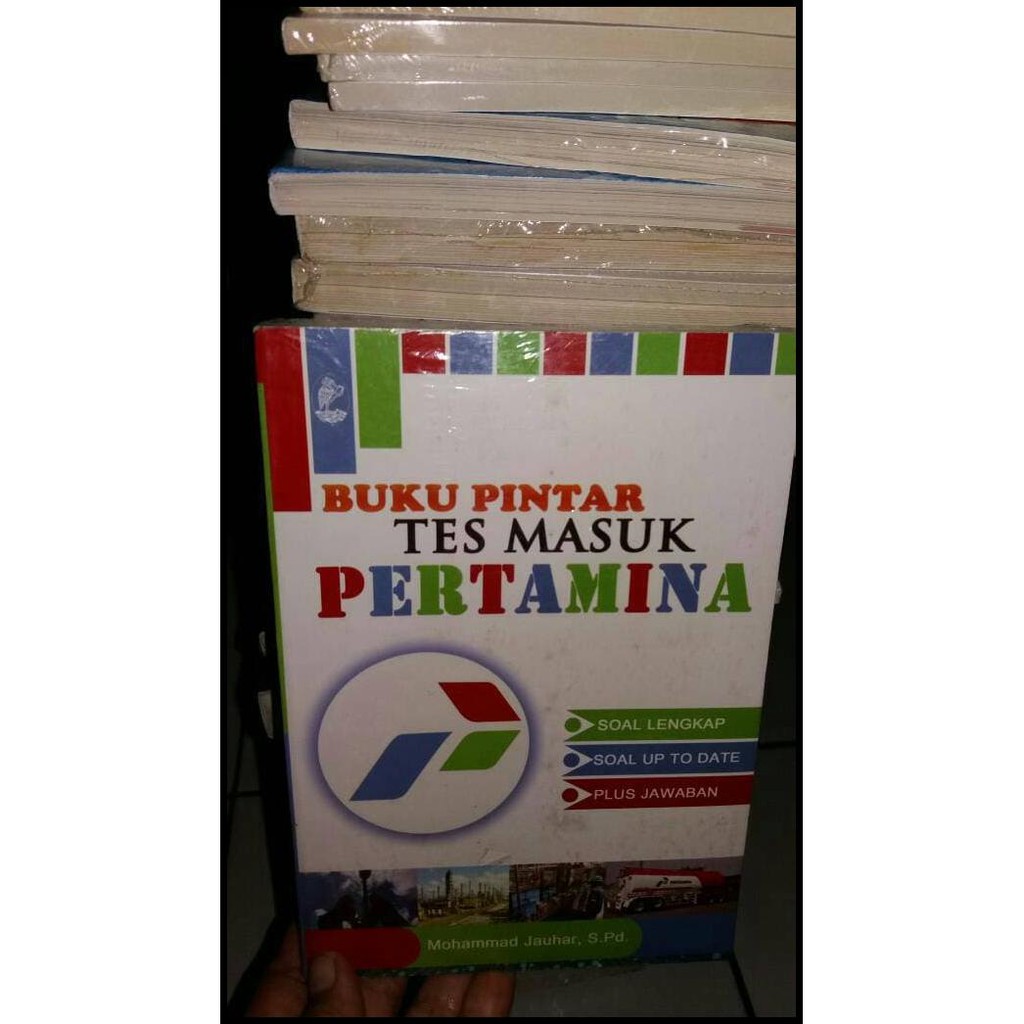 BUKU PINTAR
TES MASUK
PERTAMINA
SOAL LENGKAP
SOAL UP TO DATE
PLUS JAWABAN
Mohammad Jauhar, S.Pd.